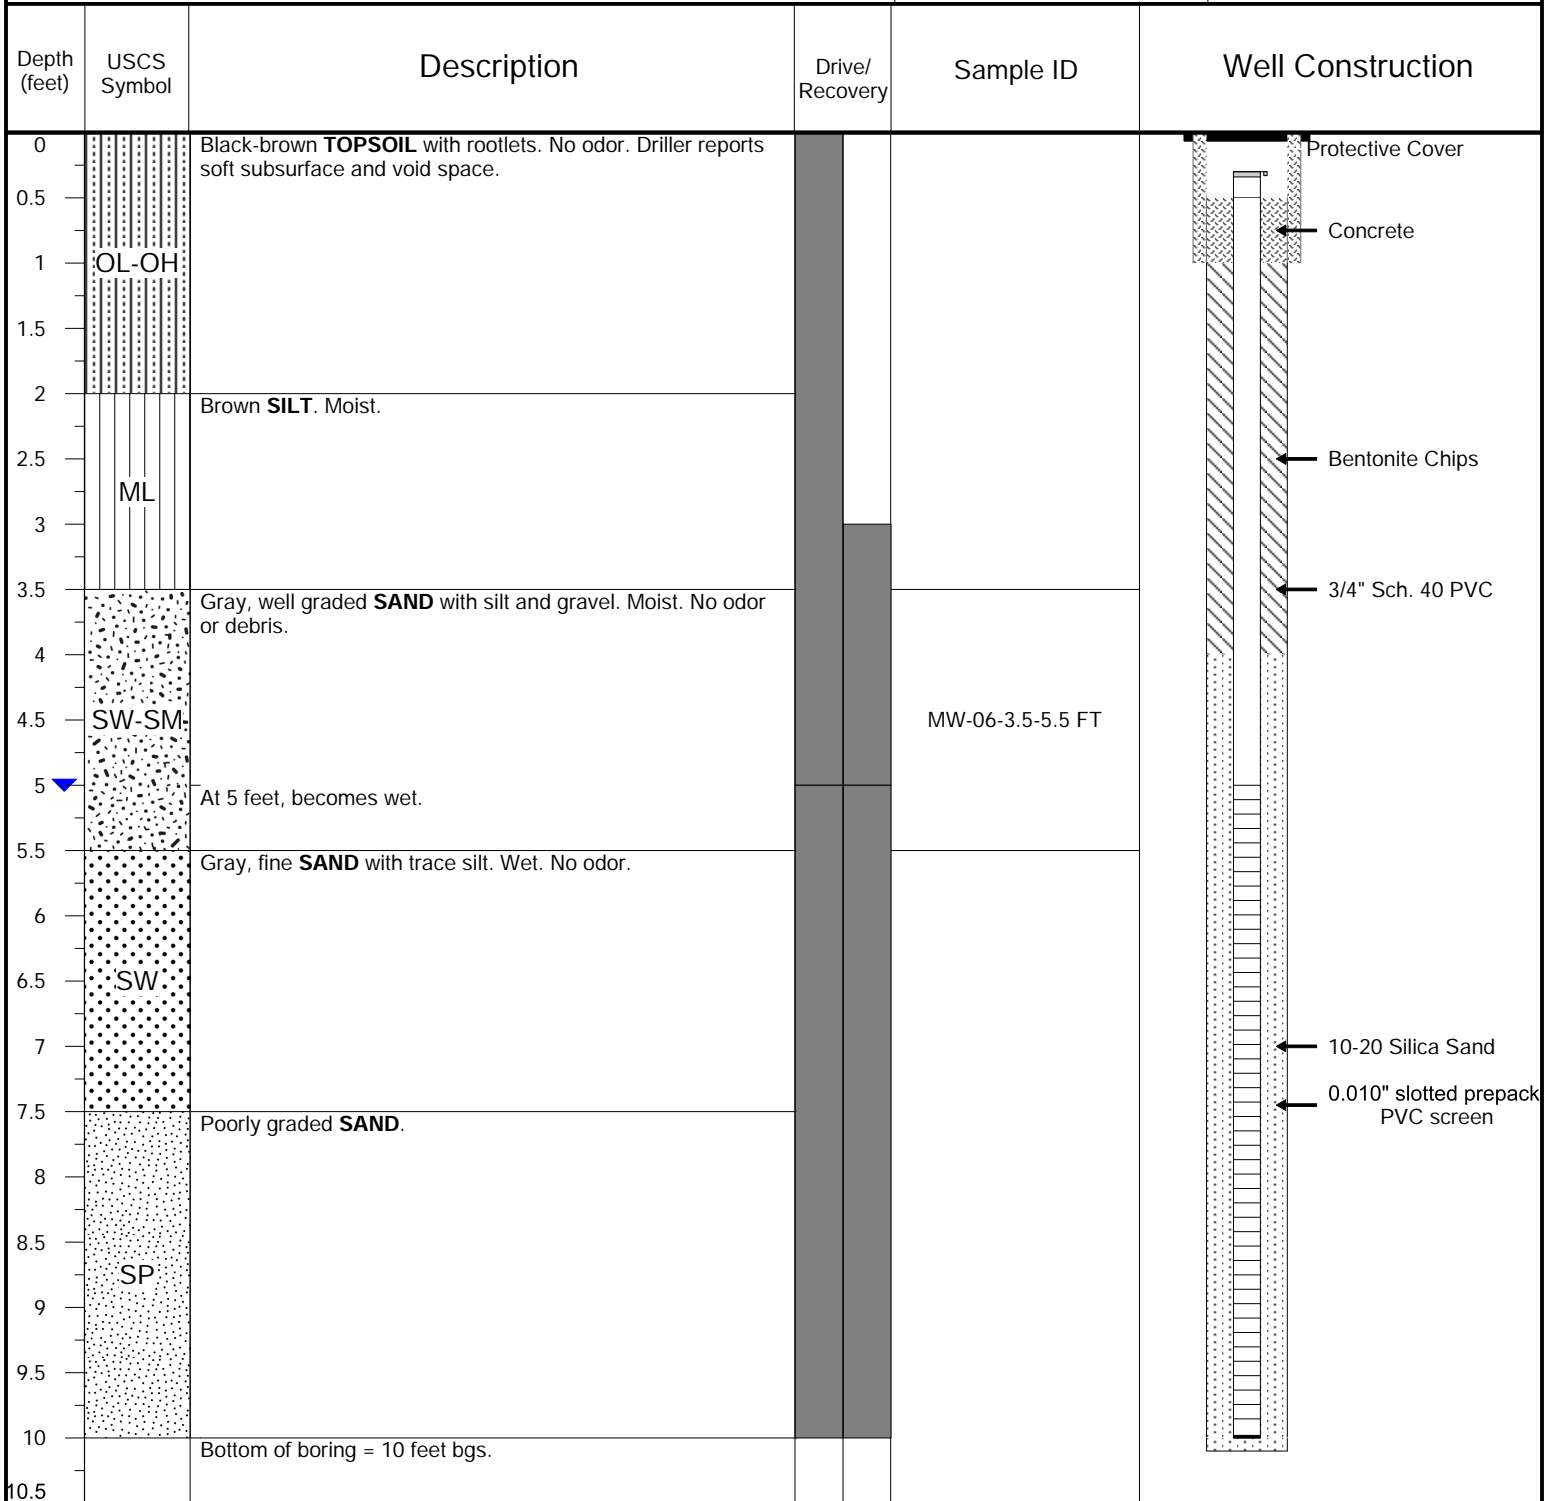 Depth
(feet)
USCS
Symbol
Description
Drive/
Recovery
Sample ID
Well Construction
0
Black-brown TOPSOIL with rootlets. No odor. Driller reports
soft subsurface and void space.
Protective Cover
0.5
Concrete
1
OL-OH
1.5
2
Brown SILT. Moist.
2.5
Bentonite Chips
ML
3
3.5
3/4" Sch. 40 PVC
Gray, well graded SAND with silt and gravel. Moist. No odor
or debris.
4
4.5
SW-SM
MW-06-3.5-5.5 FT
5
At 5 feet, becomes wet.
5.5
Gray, fine SAND with trace silt. Wet. No odor.
6
6.5
SW
7
10-20 Silica Sand
0.010" slotted prepack
PVC screen
7.5
Poorly graded SAND.
8
8.5
SP
9
9.5
10
Bottom of boring = 10 feet bgs.
10.5